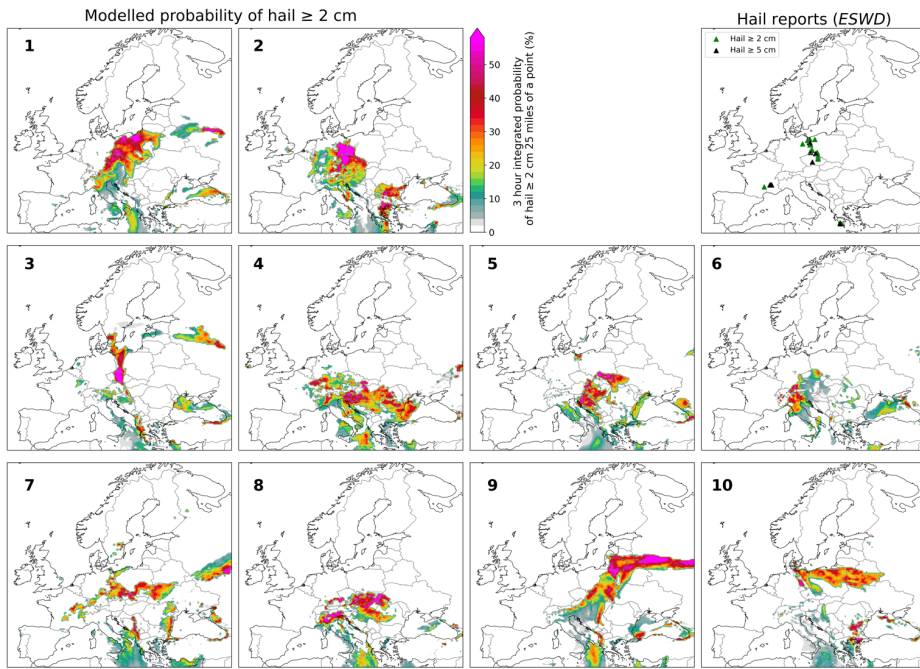 Modelled probability of hail ≥ 2 cm
Hail reports (ESWD)
1
2
50
40
30
20
10
0
3 hour integrated probability
of hail ≥ 2 cm 25 miles of a point (%)
Hail ≥ 2 cm
Hail ≥ 5 cm
3
4
5
6
7
8
9
10